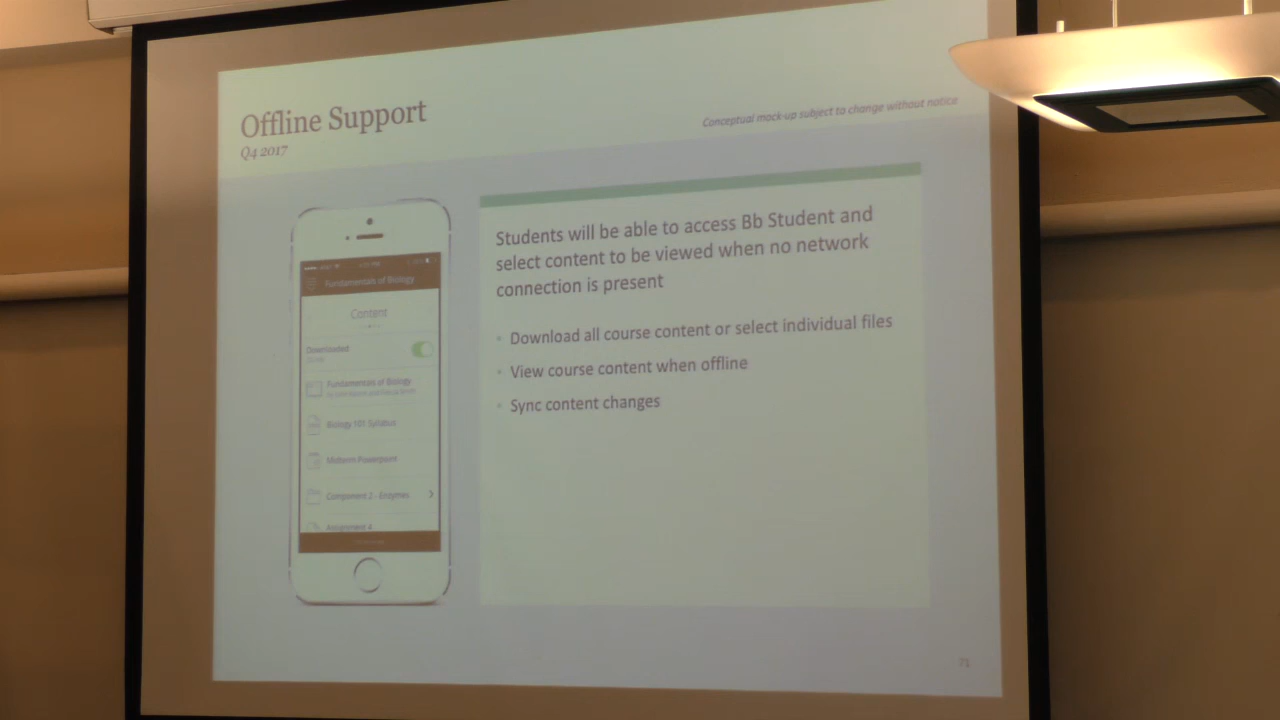 Offline Support
Q4 2017
Conceptual mock-up subject to change without notice
Students will be able to access Bb Student and
select content to be viewed when no network
connection is present
• Download all course content or select individual files
• View course content when offline
• Sync content changes
Fundamentals of Biology
Content
Downloaded
Fundamentals of Biology
Biology 101 Syllabus
Midterm Powerpoint
Component 2 - Enzymes
Assignment 4
71